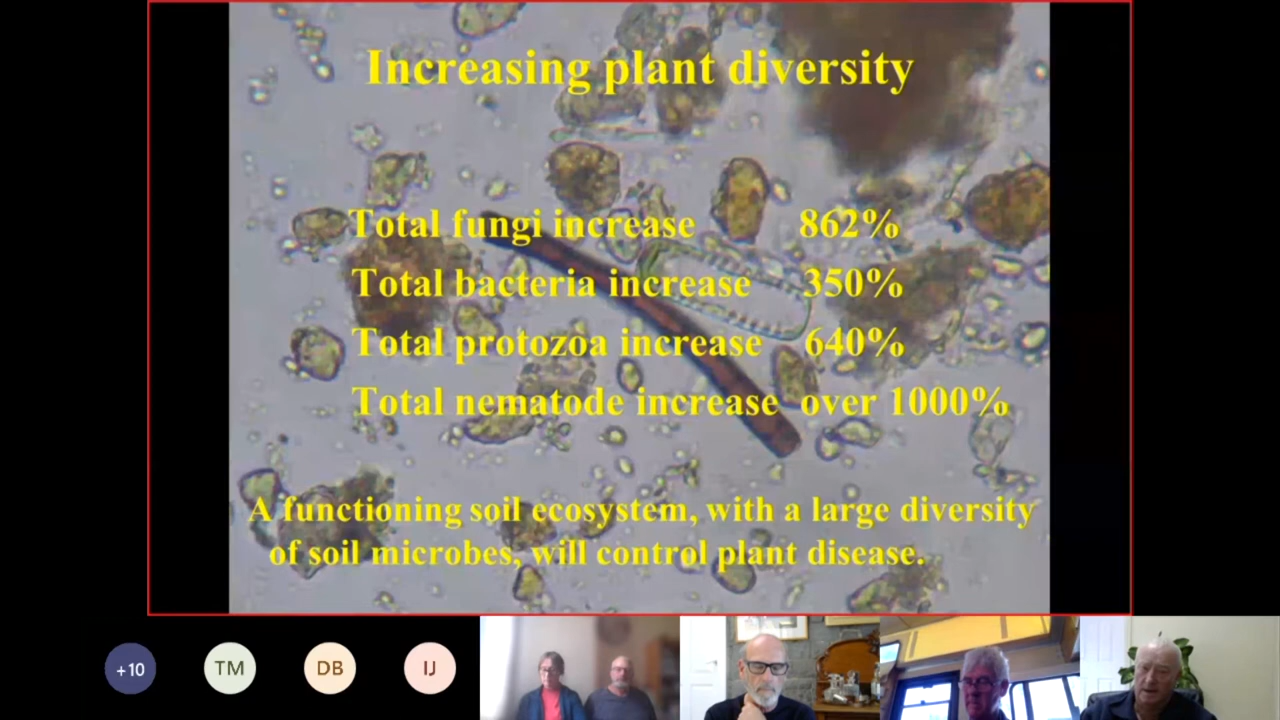 Increasing plant diversity
Total fungi increase 862%
Total bacteria increase 350%
Total protozoa increase 640%
Total nematode increase over 1000%
A functioning soil ecosystem, with a large diversity
of soil microbes, will control plant disease.
+10 TM DB IJ